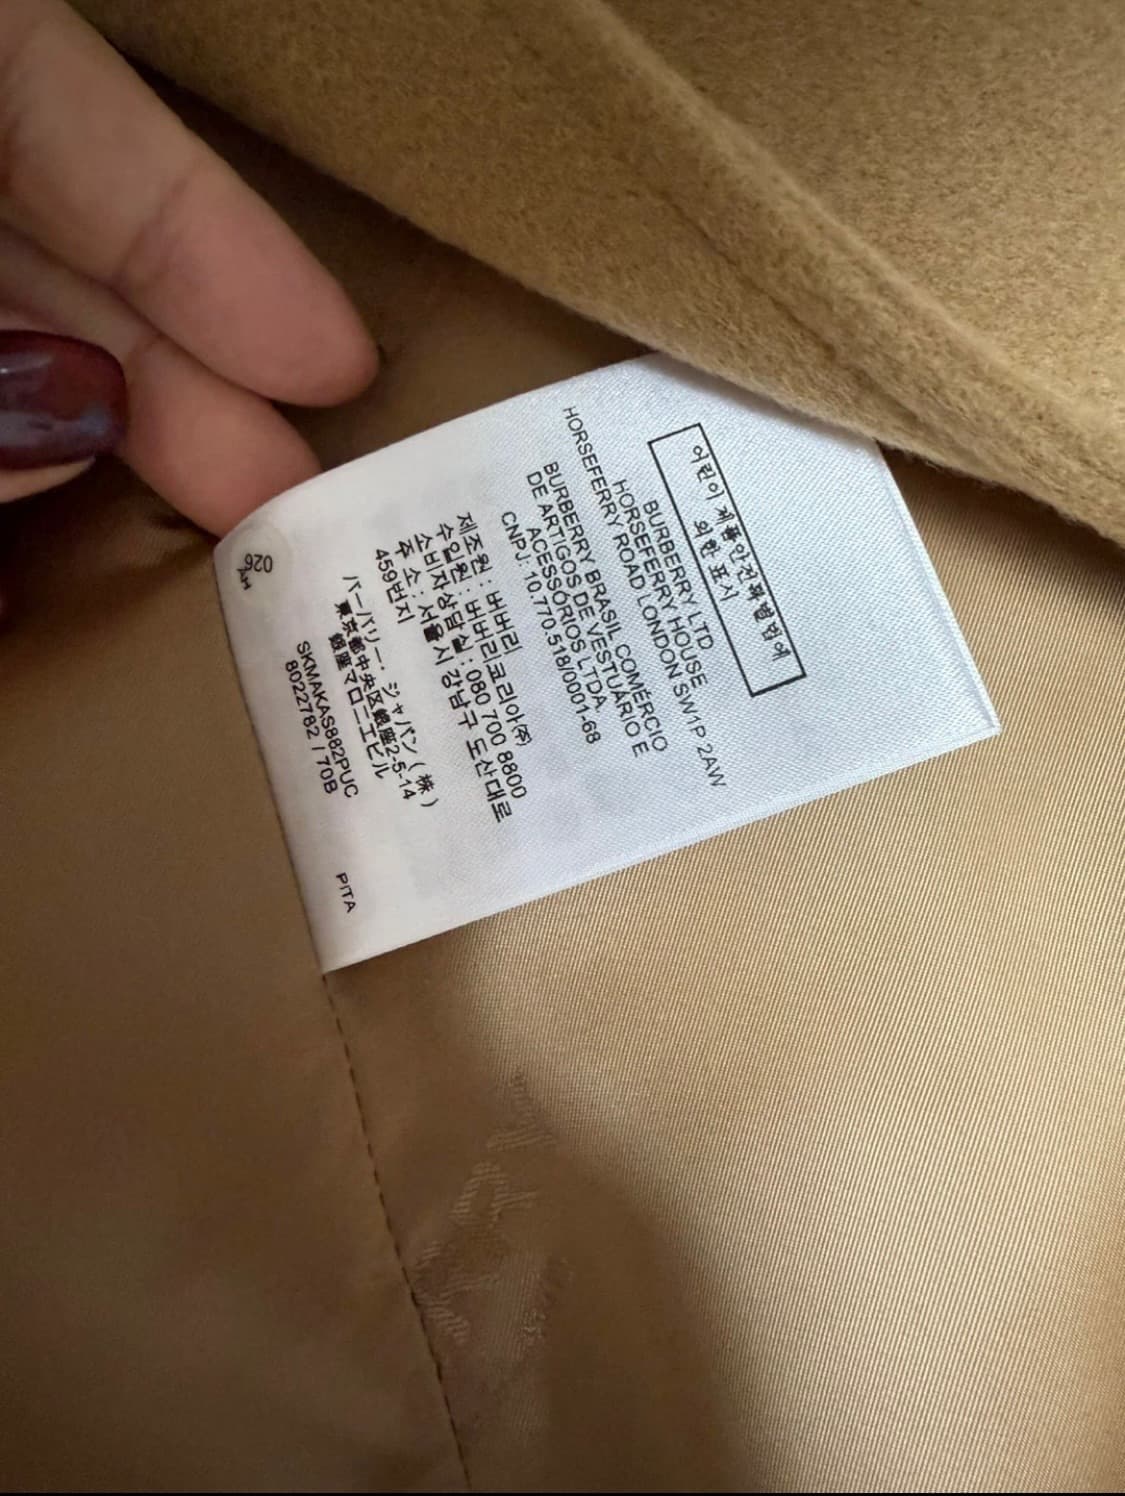 어린이 제품안전특별법에
의한 표시
BURBERRY LTD
HORSEFERRY HOUSE
HORSEFERRY ROAD LONDON SW1P 2AW
BURBERRY BRASIL COMÉRCIO
DE ARTIGOS DE VESTUÁRIO E
ACESSÓRIOS LTDA.
CNPJ: 10.770.518/0001-68
제조원 : 버버리
수입원 : 버버리코리아(주)
소비자상담실 : 080 700 8800
주 소 : 서울시 강남구 도산대로
459번지
バーバリー・ジャパン(株)
東京都中央区銀座2-5-14
銀座マロニエビル
SKMAKAS882PUC
8022782 / 70B
PITA
026